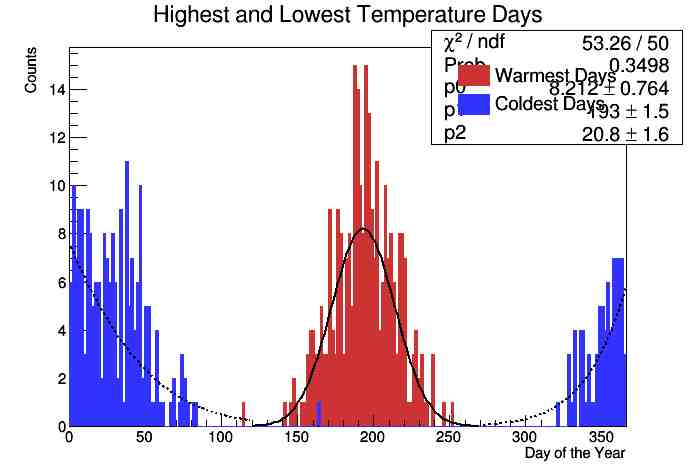 Highest and Lowest Temperature Days
Counts
χ² / ndf 53.26 / 50
Prob 0.3498
p0 8.212 ± 0.764
p1 193 ± 1.5
p2 20.8 ± 1.6
Warmest Days
Coldest Days
14
12
10
8
6
4
2
0
0 50 100 150 200 250 300 350
Day of the Year